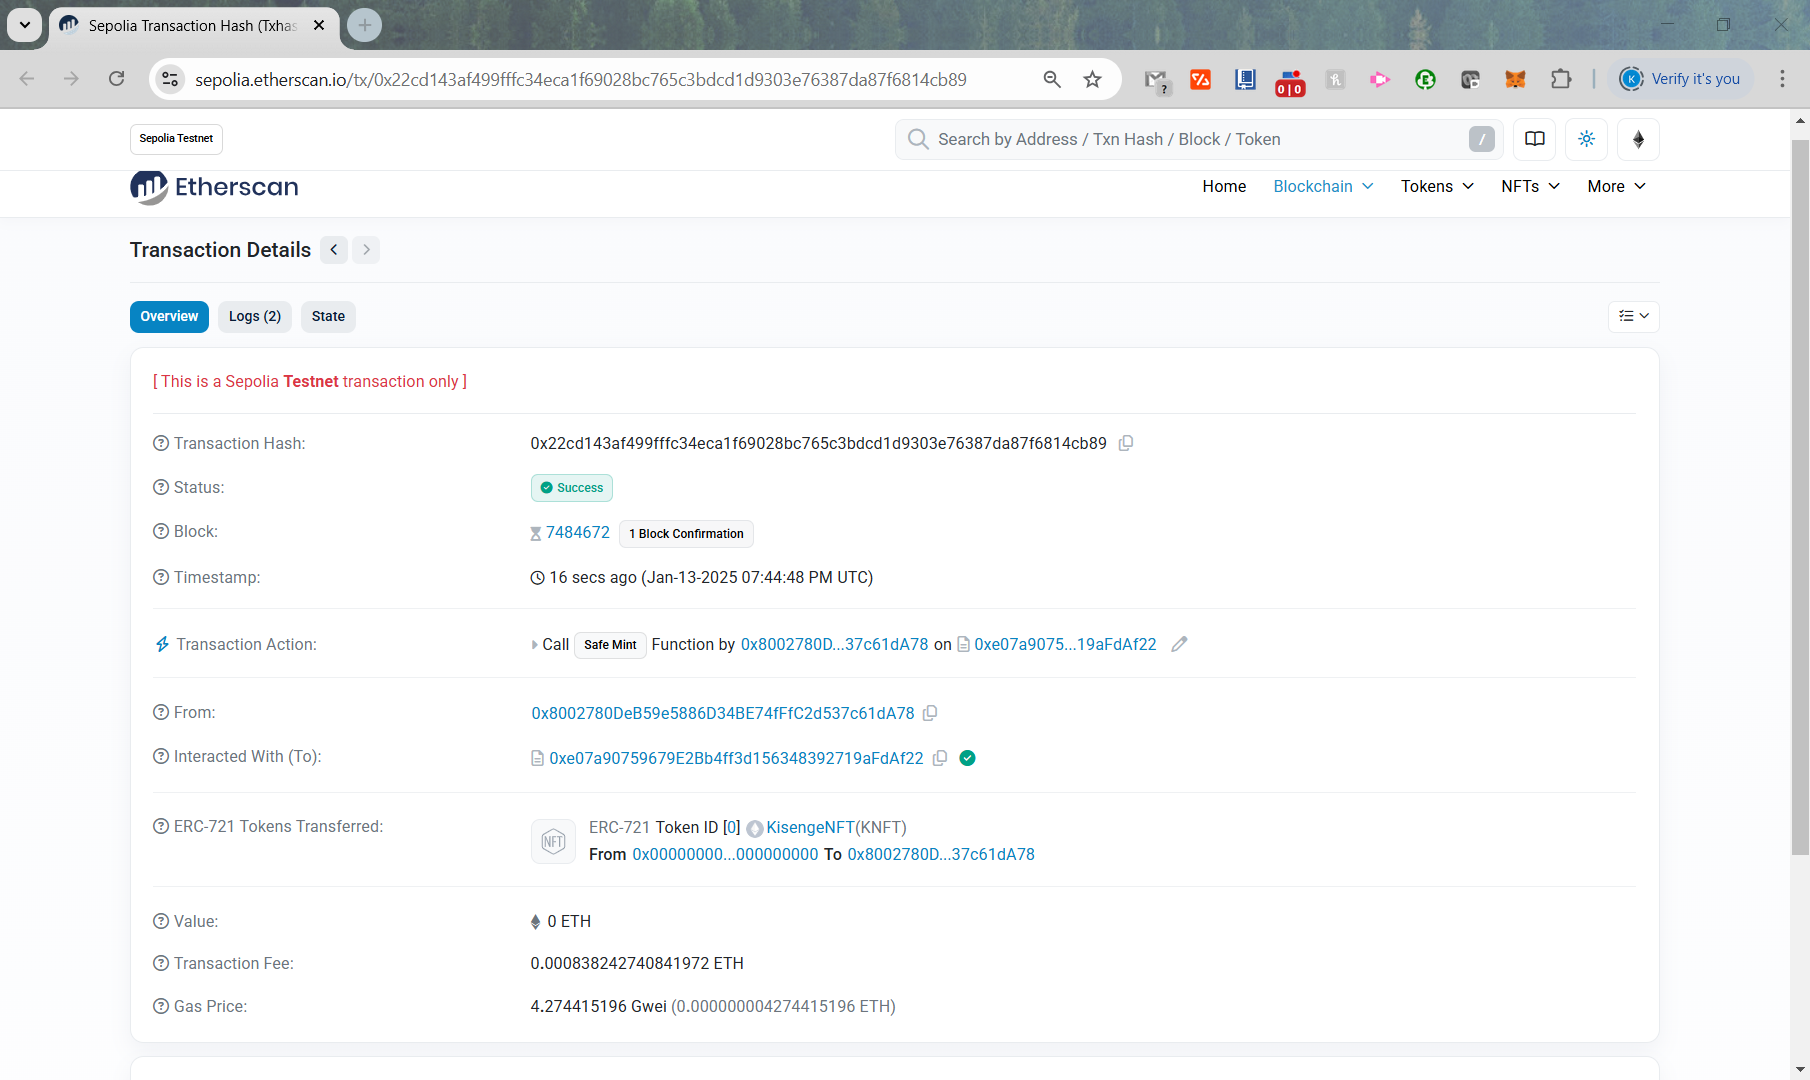 Sepolia Transaction Hash (Txhas
sepolia.etherscan.io/tx/0x22cd143af499fffc34eca1f69028bc765c3bdcd1d9303e76387da87f6814cb89
?
0|0
K Verify it's you
Sepolia Testnet
Search by Address / Txn Hash / Block / Token
/
Etherscan
Home Blockchain Tokens NFTs More
Transaction Details
Overview Logs (2) State
[ This is a Sepolia Testnet transaction only ]
Transaction Hash: 0x22cd143af499fffc34eca1f69028bc765c3bdcd1d9303e76387da87f6814cb89
Status: Success
Block: 7484672 1 Block Confirmation
Timestamp: 16 secs ago (Jan-13-2025 07:44:48 PM UTC)
Transaction Action: Call Safe Mint Function by 0x8002780D...37c61dA78 on 0xe07a9075...19aFdAf22
From: 0x8002780DeB59e5886D34BE74fFfC2d537c61dA78
Interacted With (To): 0xe07a90759679E2Bb4ff3d156348392719aFdAf22
ERC-721 Tokens Transferred: NFT ERC-721 Token ID [0] KisengeNFT(KNFT)
From 0x00000000...000000000 To 0x8002780D...37c61dA78
Value: 0 ETH
Transaction Fee: 0.000838242740841972 ETH
Gas Price: 4.274415196 Gwei (0.000000004274415196 ETH)